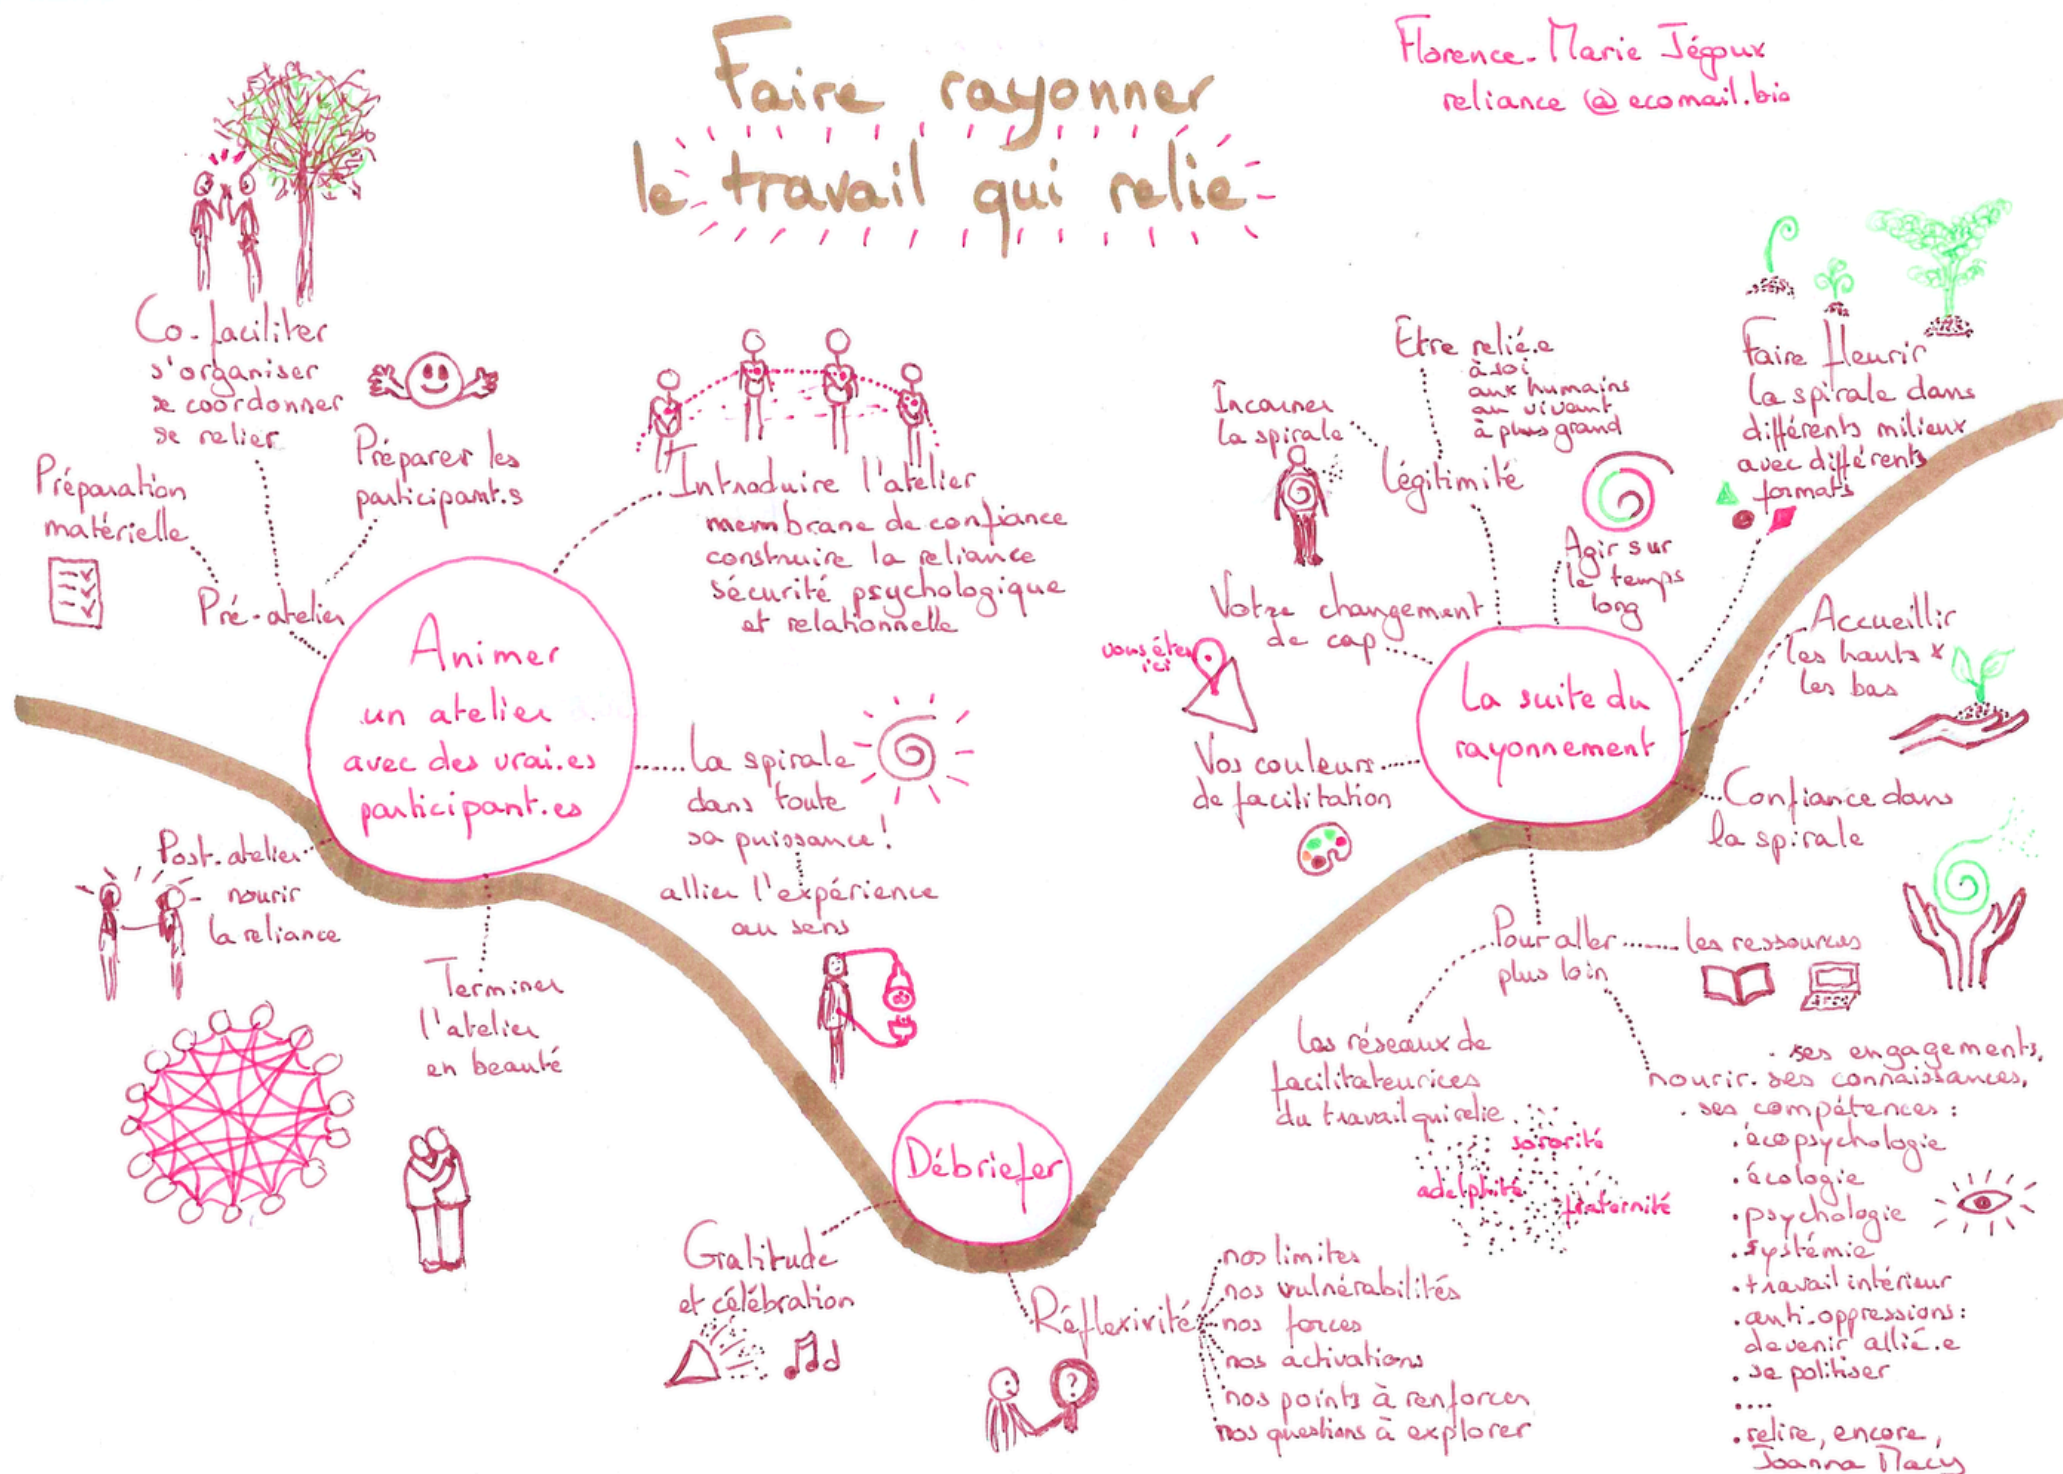 Faire rayonner
le travail qui relie
Florence-Marie Jégoux
reliance @ ecomail.bio
Co-faciliter
s'organiser
se coordonner
se relier
Préparer les
participant.s
Préparation
matérielle
Pré-atelier
Introduire l'atelier
membrane de confiance
construire la reliance
sécurité psychologique
et relationnelle
Animer
un atelier
avec des vrai.es
participant.es
La spirale
dans toute
sa puissance !
allier l'expérience
au sens
Post-atelier
nourrir
la reliance
Terminer
l'atelier
en beauté
Débriefer
Gratitude
et célébration
Réflexivité
nos limites
nos vulnérabilités
nos forces
nos activations
nos points à renforcer
nos questions à explorer
?
La suite du
rayonnement
Incarner
la spirale
Etre relié.e
à soi
aux humains
au vivant
à plus grand
Légitimité
Agir sur
le temps
long
Faire fleurir
la spirale dans
différents milieux
avec différents
formats
Votre changement
de cap
vous êtes
ici
Vos couleurs
de facilitation
Accueillir
les hauts &
les bas
Confiance dans
la spirale
Pour aller
plus loin
les ressources
Les réseaux de
facilitateurices
du travail qui relie
sororité
adelphité
fraternité
. ses engagements,
nourir. ses connaissances,
. ses compétences :
. écopsychologie
. écologie
. psychologie
. systémie
. travail intérieur
. anti-oppressions :
devenir allié.e
. se politiser
....
. relire, encore,
Joanna Macy